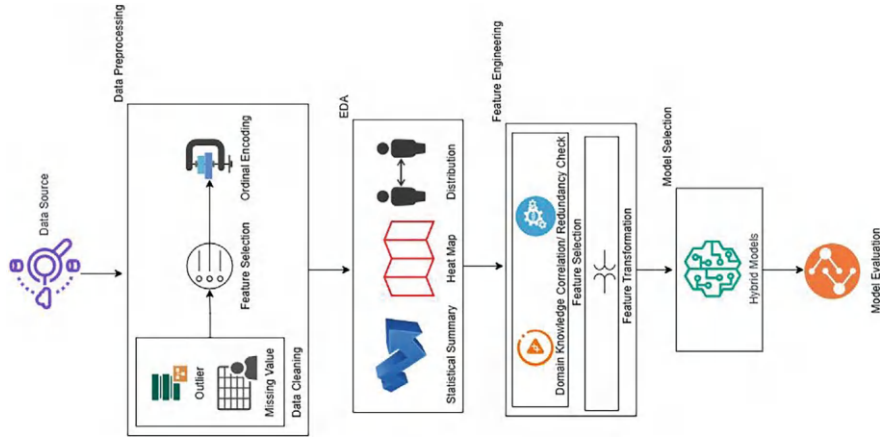 Data Source
Data Preprocessing
Outlier
Missing Value
Data Cleaning
Feature Selection
Ordinal Encoding
EDA
Statistical Summary
Heat Map
Distribution
Feature Engineering
Domain Knowledge Correlation/ Redundancy Check
Feature Selection
Feature Transformation
Model Selection
Hybrid Models
Model Evaluation